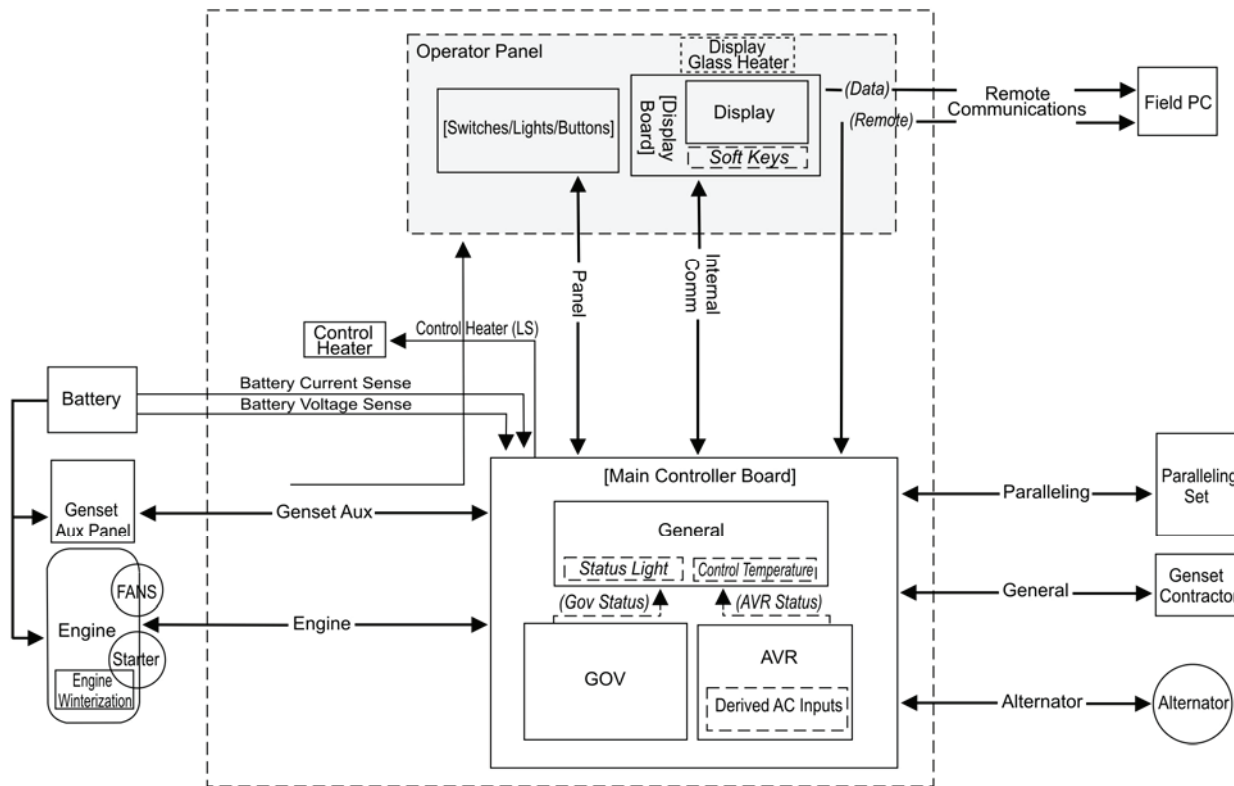 Operator Panel
Display
Glass Heater
[Switches/Lights/Buttons]
[Display
Board]
Display
Soft Keys
(Data)
(Remote)
Remote
Communications
Field PC
Panel
Internal
Comm
Control
Heater
Control Heater (LS)
Battery
Battery Current Sense
Battery Voltage Sense
Genset
Aux Panel
Genset Aux
[Main Controller Board]
General
Status Light
Control Temperature
(Gov Status)
(AVR Status)
GOV
AVR
Derived AC Inputs
Paralleling
Paralleling
Set
General
Genset
Contractor
Alternator
Alternator
FANS
Engine
Starter
Engine
Winterization
Engine